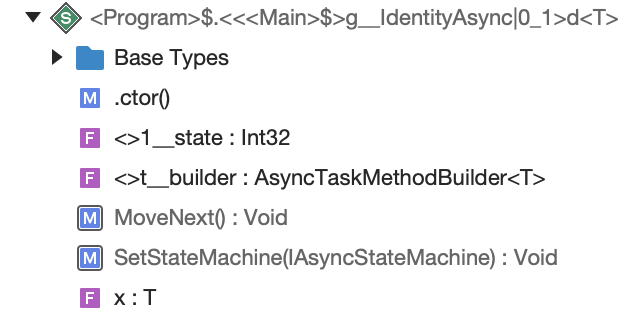 S <Program>$.<<<Main>$>g__IdentityAsync|0_1>d<T>
Base Types
M .ctor()
F <>1__state : Int32
F <>t__builder : AsyncTaskMethodBuilder<T>
M MoveNext() : Void
M SetStateMachine(IAsyncStateMachine) : Void
F x : T